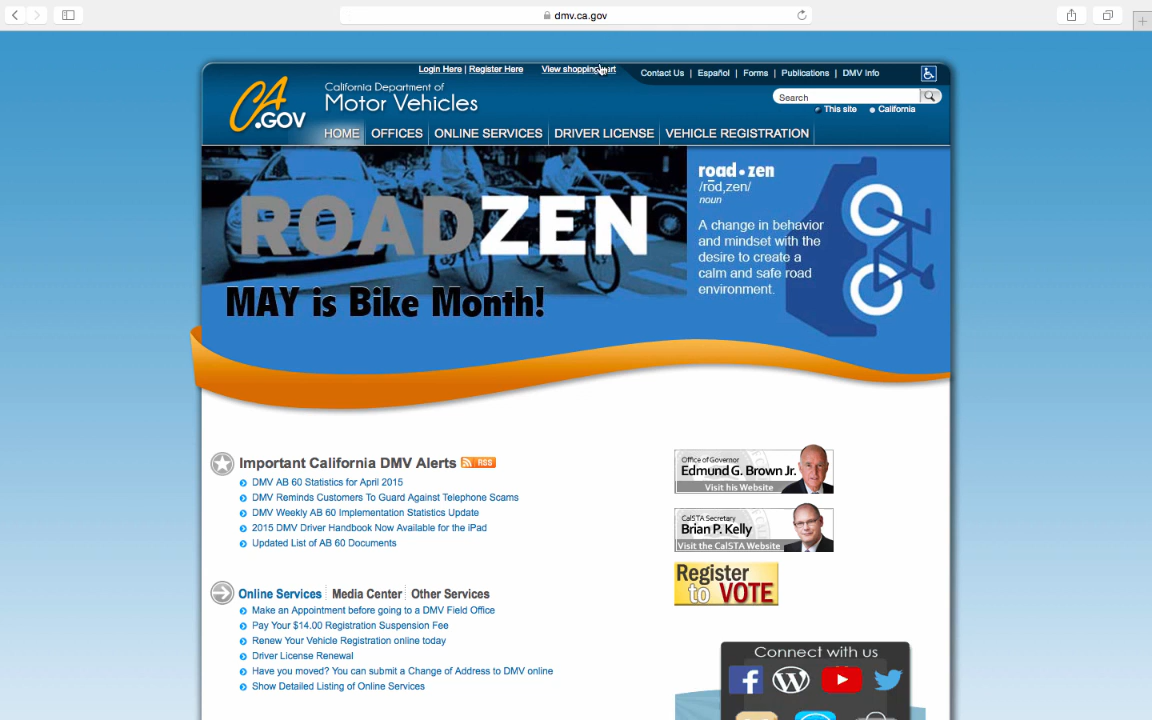 dmv.ca.gov
Login Here | Register Here
View shopping
Contact Us | Español | Forms | Publications | DMV Info
CA.GOV
California Department of
Motor Vehicles
Search
This site California
HOME OFFICES ONLINE SERVICES DRIVER LICENSE VEHICLE REGISTRATION
ROADZEN
MAY is Bike Month!
road•zen
/rōd,zen/
noun
A change in behavior
and mindset with the
desire to create a
calm and safe road
environment.
Important California DMV Alerts RSS
DMV AB 60 Statistics for April 2015
DMV Reminds Customers To Guard Against Telephone Scams
DMV Weekly AB 60 Implementation Statistics Update
2015 DMV Driver Handbook Now Available for the iPad
Updated List of AB 60 Documents
Online Services Media Center Other Services
Make an Appointment before going to a DMV Field Office
Pay Your $14.00 Registration Suspension Fee
Renew Your Vehicle Registration online today
Driver License Renewal
Have you moved? You can submit a Change of Address to DMV online
Show Detailed Listing of Online Services
Office of Governor
Edmund G. Brown Jr.
Visit his Website
CalSTA Secretary
Brian P. Kelly
Visit the CalSTA Website
Register
to VOTE
Connect with us